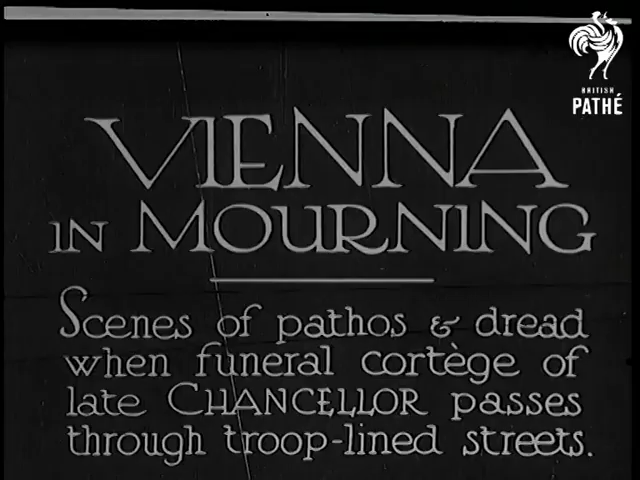 BRITISH
PATHÉ
VIENNA
IN MOURNING
Scenes of pathos & dread
when funeral cortège of
late CHANCELLOR passes
through troop-lined streets.